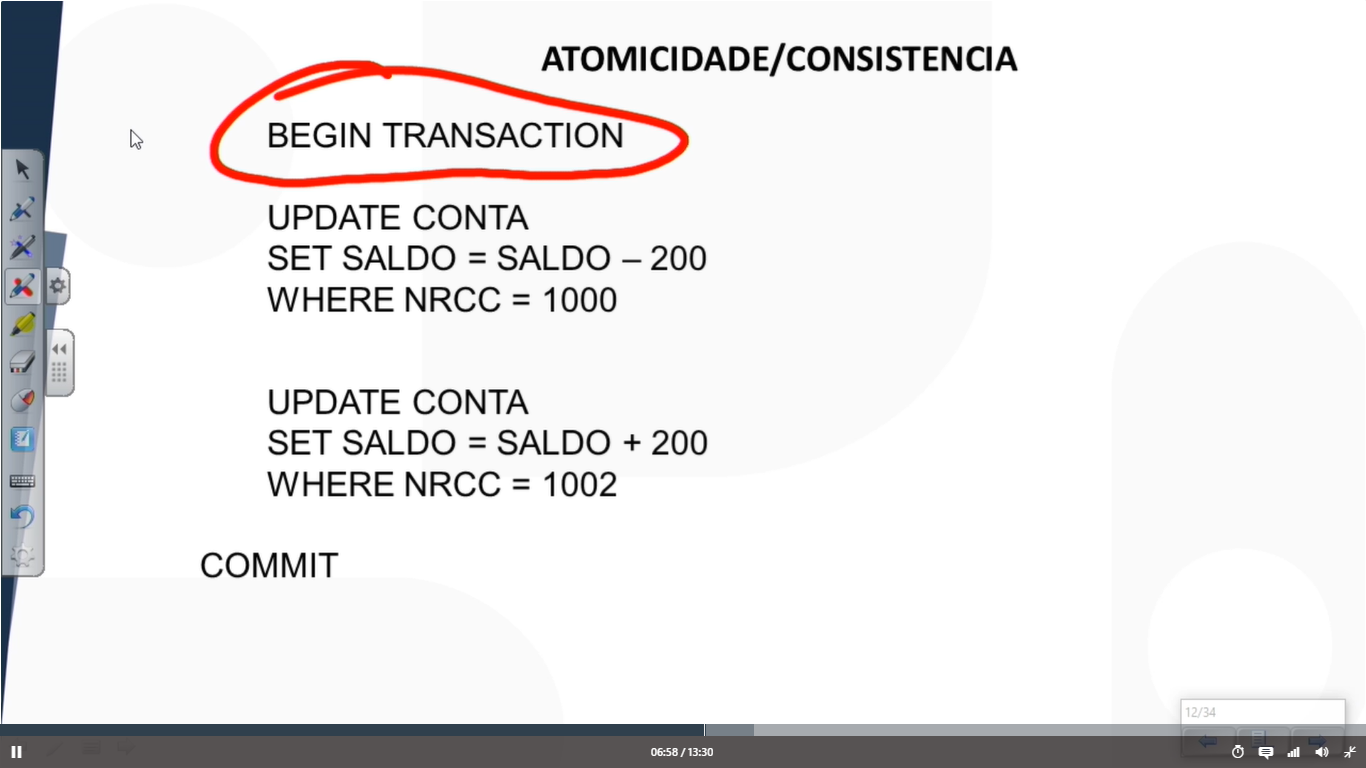 ATOMICIDADE/CONSISTENCIA
BEGIN TRANSACTION
UPDATE CONTA
SET SALDO = SALDO – 200
WHERE NRCC = 1000
UPDATE CONTA
SET SALDO = SALDO + 200
WHERE NRCC = 1002
COMMIT
12/34
06:58 / 13:30